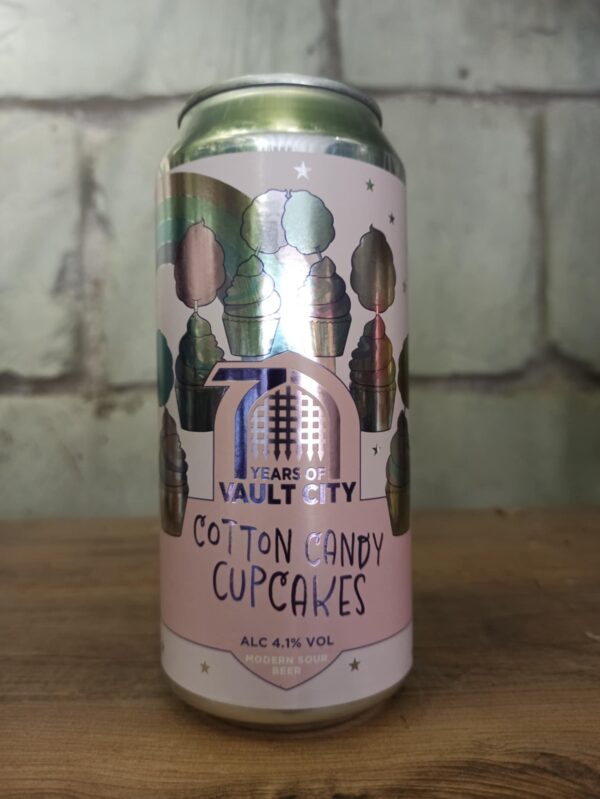 7
YEARS OF
VAULT CITY
COTTON CANDY
CUPCAKES
ALC 4.1% VOL
MODERN SOUR
BEER